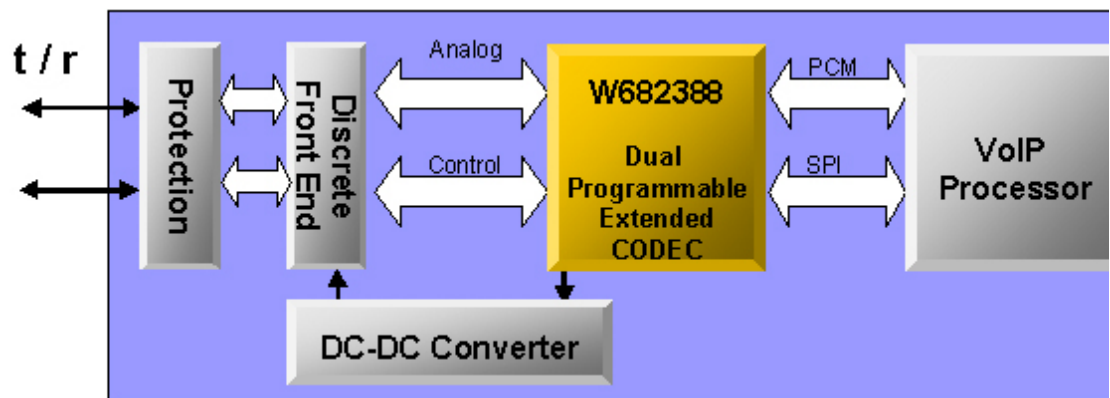 t / r
Protection
Discrete
Front End
Analog
Control
W682388
Dual
Programmable
Extended
CODEC
PCM
SPI
VoIP
Processor
DC-DC Converter